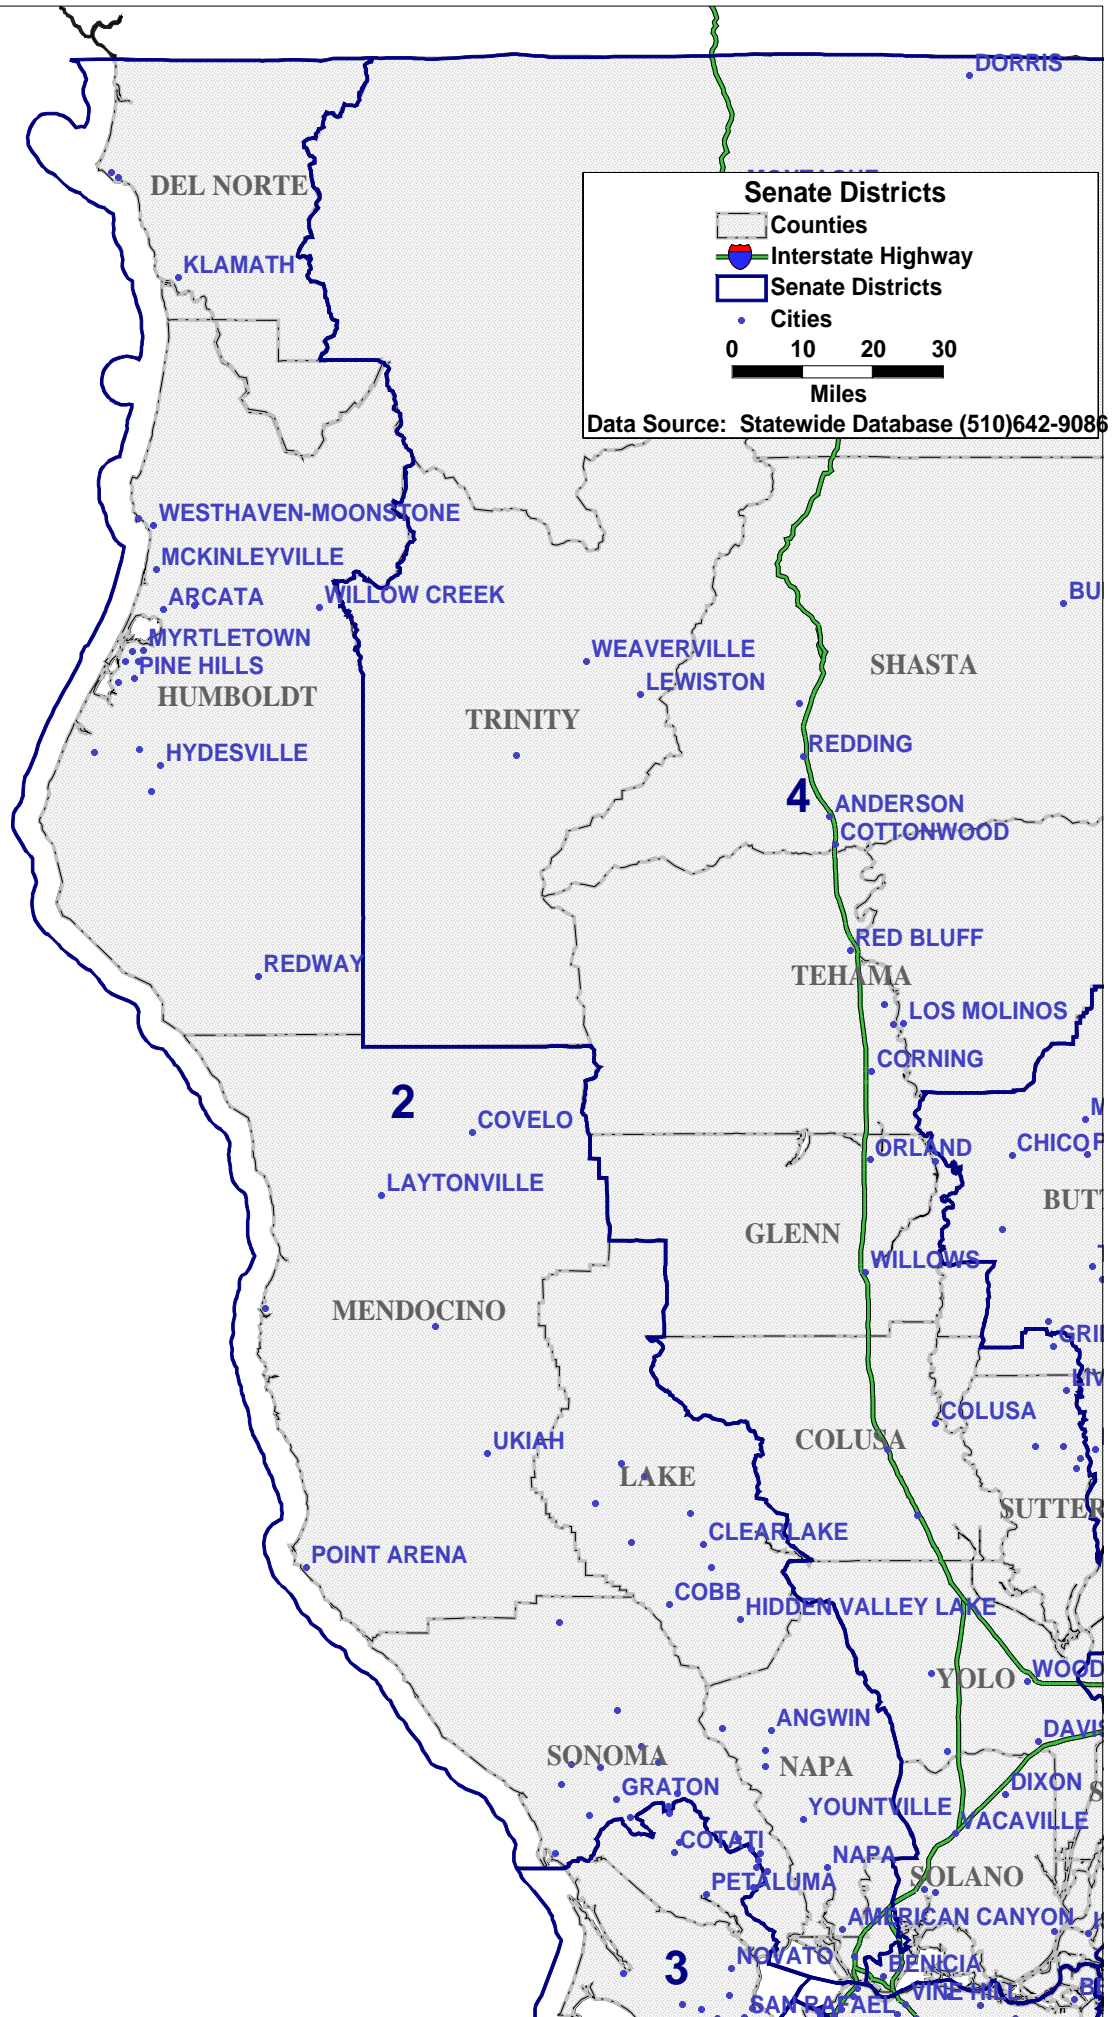 DORRIS
DEL NORTE
Senate Districts
Counties
Interstate Highway
Senate Districts
Cities
0 10 20 30
Miles
Data Source: Statewide Database (510)642-9086
KLAMATH
WESTHAVEN-MOONSTONE
MCKINLEYVILLE
ARCATA
WILLOW CREEK
MYRTLETOWN
PINE HILLS
HUMBOLDT
WEAVERVILLE
SHASTA
LEWISTON
TRINITY
HYDESVILLE
REDDING
4
ANDERSON
COTTONWOOD
RED BLUFF
REDWAY
TEHAMA
LOS MOLINOS
CORNING
2
COVELO
CHICO
ORLAND
LAYTONVILLE
GLENN
WILLOWS
MENDOCINO
COLUSA
UKIAH
COLUSA
LAKE
SUTTER
CLEARLAKE
POINT ARENA
COBB
HIDDEN VALLEY LAKE
YOLO
WOOD
ANGWIN
DAVIS
SONOMA
NAPA
GRATON
DIXON
YOUNTVILLE
VACAVILLE
COTATI
NAPA
PETALUMA
SOLANO
AMERICAN CANYON
NOVATO
3
BENICIA
VINE HILL
SAN RAFAEL